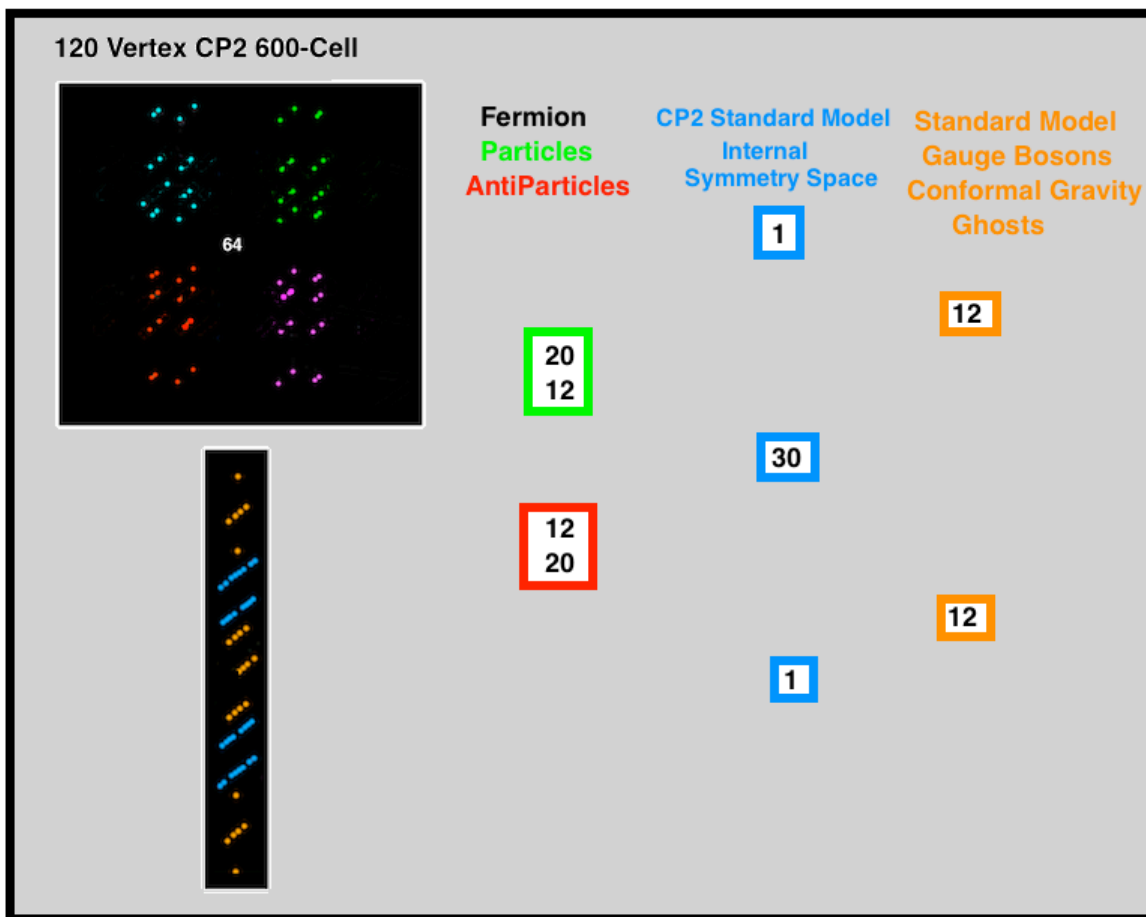 120 Vertex CP2 600-Cell
64
Fermion
Particles
AntiParticles
CP2 Standard Model
Internal
Symmetry Space
Standard Model
Gauge Bosons
Conformal Gravity
Ghosts
1
12
20
12
30
12
20
12
1